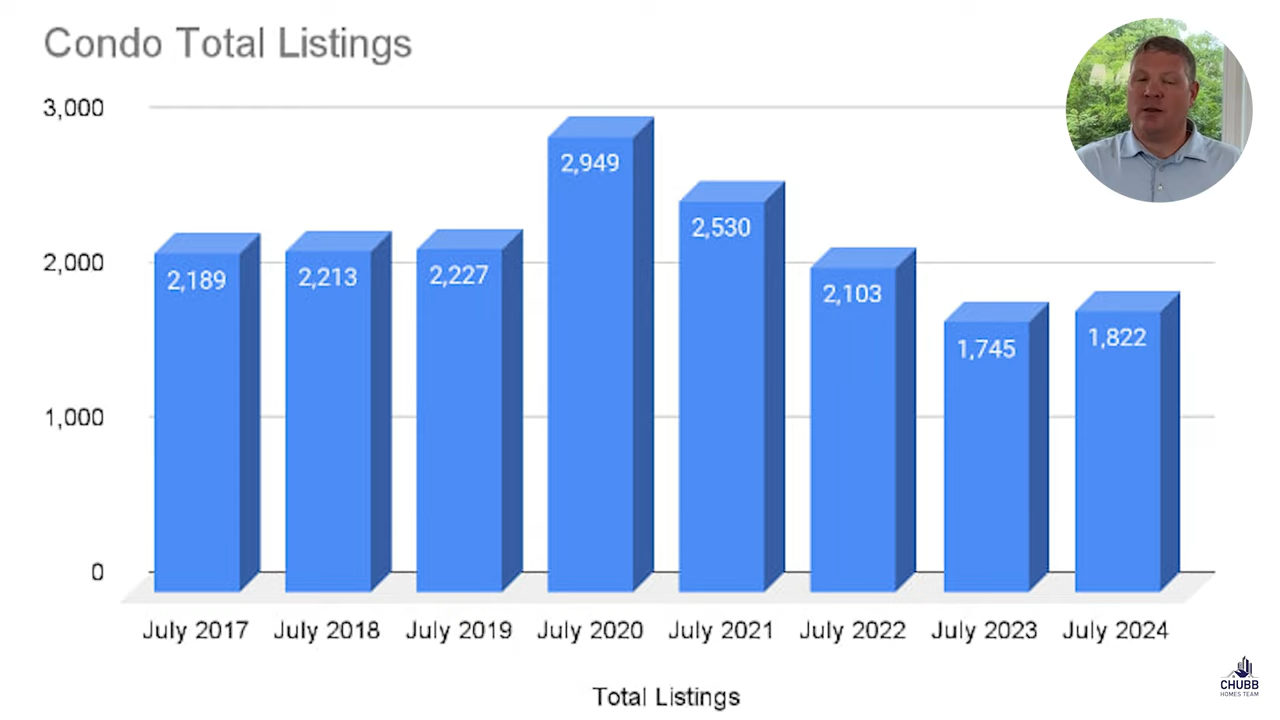 Condo Total Listings
3,000
2,000
1,000
0
2,189
2,213
2,227
2,949
2,530
2,103
1,745
1,822
July 2017
July 2018
July 2019
July 2020
July 2021
July 2022
July 2023
July 2024
Total Listings
CHUBB
HOMES TEAM